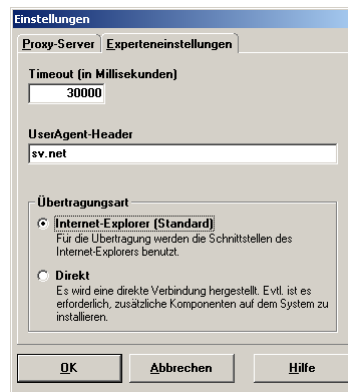 Einstellungen
Proxy-Server Experteneinstellungen
Timeout (in Millisekunden)
30000
UserAgent-Header
sv.net
Übertragungsart
Internet-Explorer (Standard)
Für die Übertragung werden die Schnittstellen des
Internet-Explorers benutzt.
Direkt
Es wird eine direkte Verbindung hergestellt. Evtl. ist es
erforderlich, zusätzliche Komponenten auf dem System zu
installieren.
OK Abbrechen Hilfe